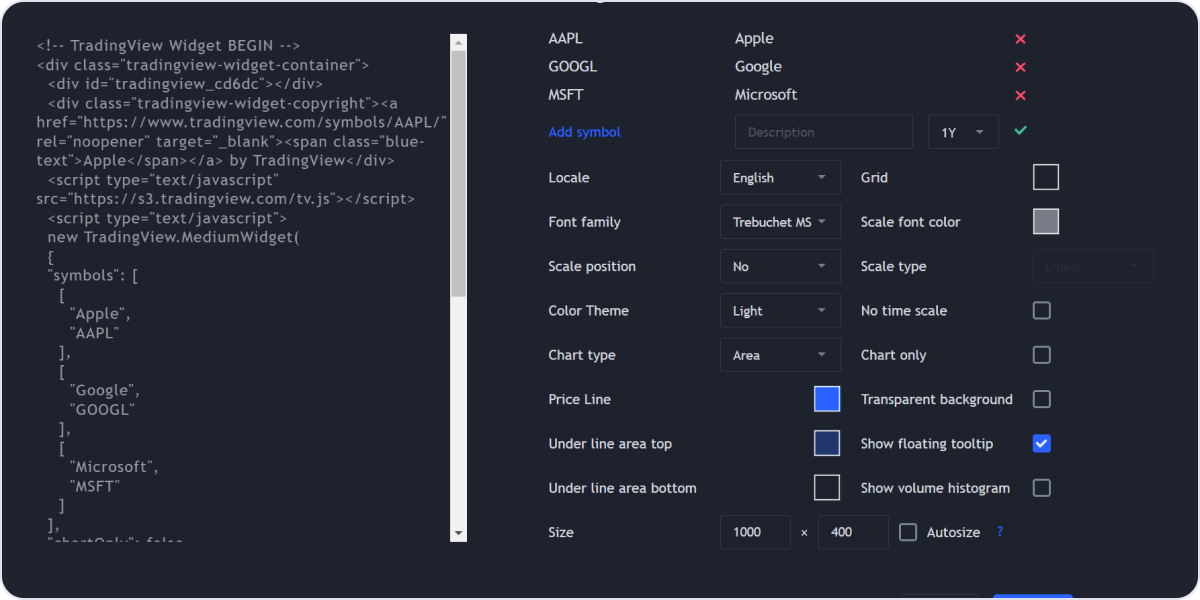 <!-- TradingView Widget BEGIN -->
<div class="tradingview-widget-container">
<div id="tradingview_cd6dc"></div>
<div class="tradingview-widget-copyright"><a
href="https://www.tradingview.com/symbols/AAPL/"
rel="noopener" target="_blank"><span class="blue-
text">Apple</span></a> by TradingView</div>
<script type="text/javascript"
src="https://s3.tradingview.com/tv.js"></script>
<script type="text/javascript">
new TradingView.MediumWidget(
{
"symbols": [
[
"Apple",
"AAPL"
],
[
"Google",
"GOOGL"
],
[
"Microsoft",
"MSFT"
]
],
"chartOnly": false
AAPL Apple
GOOGL Google
MSFT Microsoft
Add symbol Description 1Y
Locale English Grid
Font family Trebuchet MS Scale font color
Scale position No Scale type Linear
Color Theme Light No time scale
Chart type Area Chart only
Price Line Transparent background
Under line area top Show floating tooltip
Under line area bottom Show volume histogram
Size 1000 × 400 Autosize ?